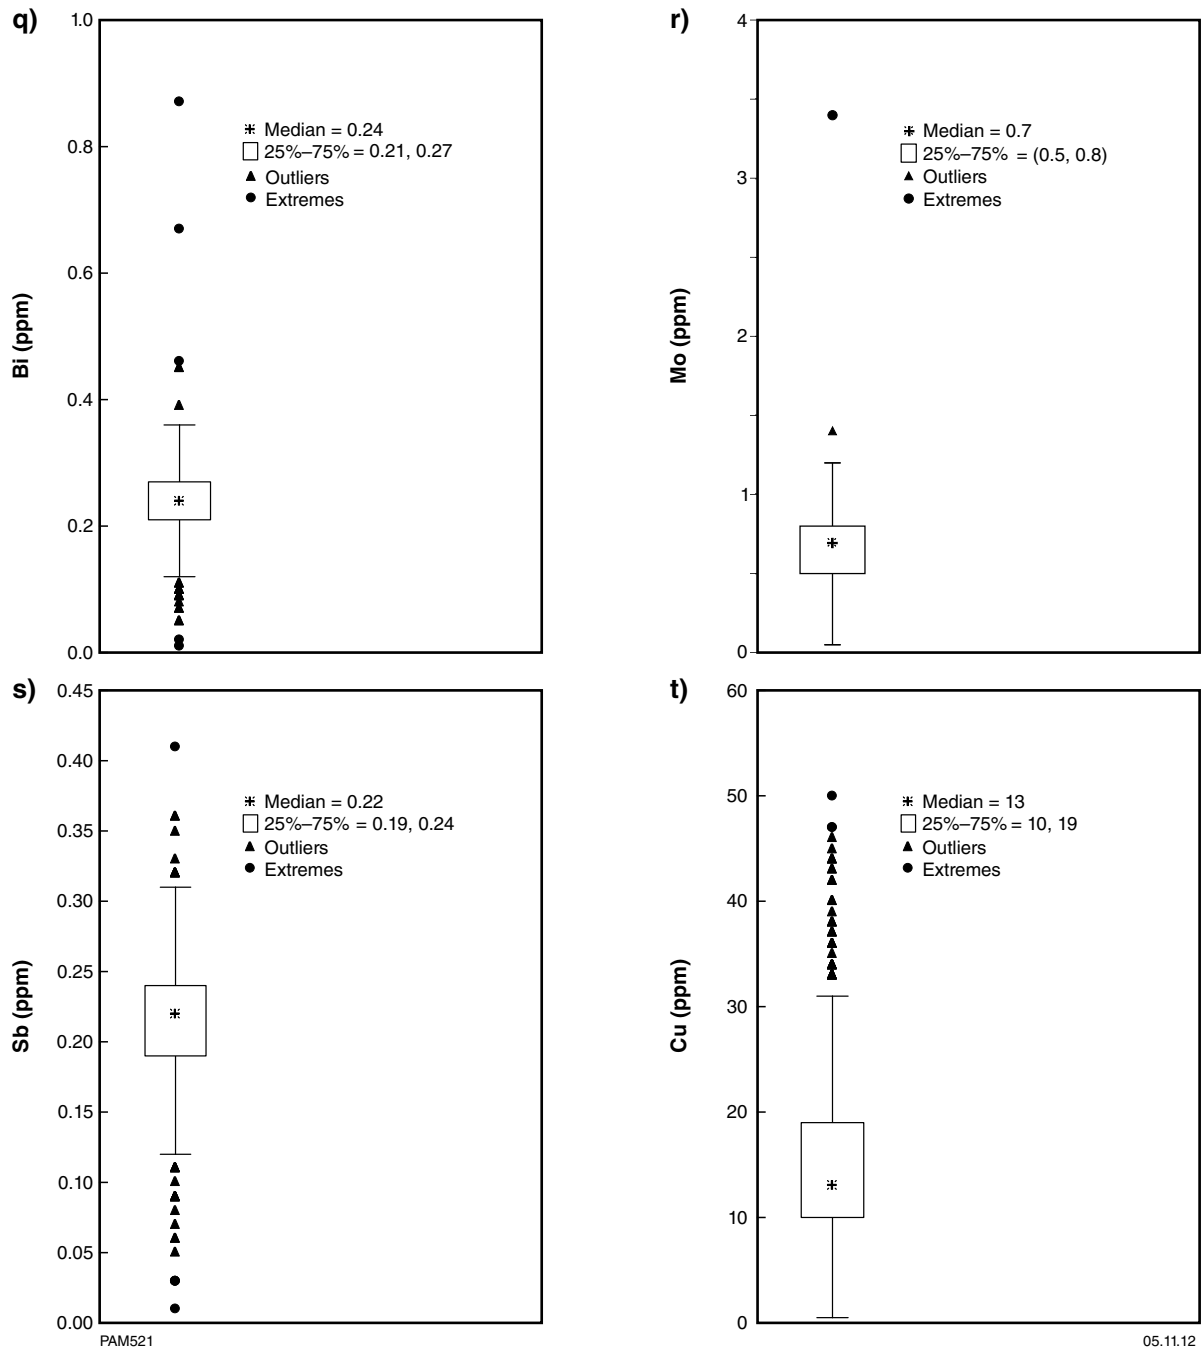 q)
1.0
0.8
0.6
0.4
0.2
0.0
Bi (ppm)
Median = 0.24
25%–75% = 0.21, 0.27
Outliers
Extremes
r)
4
3
2
1
0
Mo (ppm)
Median = 0.7
25%–75% = (0.5, 0.8)
Outliers
Extremes
s)
0.45
0.40
0.35
0.30
0.25
0.20
0.15
0.10
0.05
0.00
Sb (ppm)
Median = 0.22
25%–75% = 0.19, 0.24
Outliers
Extremes
t)
60
50
40
30
20
10
0
Cu (ppm)
Median = 13
25%–75% = 10, 19
Outliers
Extremes
PAM521
05.11.12